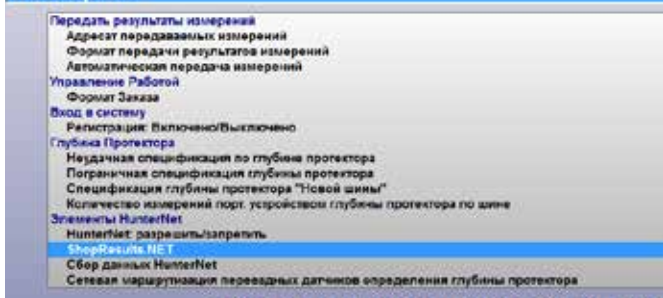 Передать результаты измерений
Адресат передаваемых измерений
Формат передачи результатов измерений
Автоматическая передача измерений
Управление Работой
Формат Заказа
Вход в систему
Регистрация: Включено/Выключено
Глубина Протектора
Неудачная спецификация по глубине протектора
Пограничная спецификация глубины протектора
Спецификация глубины протектора "Новой шины"
Количество измерений порт. устройством глубины протектора по шине
Элементы HunterNet
HunterNet: разрешить/запретить
ShopResults.NET
Сбор данных HunterNet
Сетевая маршрутизация датчиков определения глубины протектора